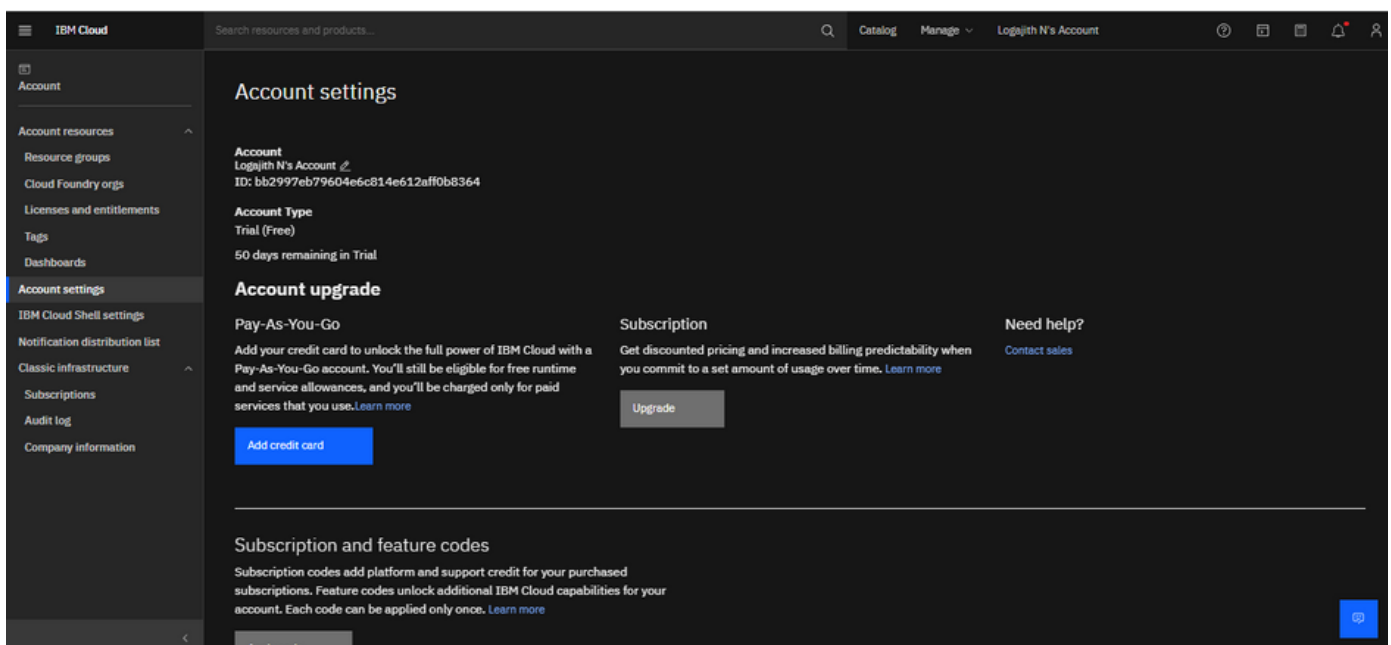 IBM Cloud
Search resources and products...
Catalog
Manage
Logajith N's Account
Account
Account resources
Resource groups
Cloud Foundry orgs
Licenses and entitlements
Tags
Dashboards
Account settings
IBM Cloud Shell settings
Notification distribution list
Classic infrastructure
Subscriptions
Audit log
Company information
Account settings
Account
Logajith N's Account
ID: bb2997eb79604e6c814e612aff0b8364
Account Type
Trial (Free)
50 days remaining in Trial
Account upgrade
Pay-As-You-Go
Add your credit card to unlock the full power of IBM Cloud with a
Pay-As-You-Go account. You'll still be eligible for free runtime
and service allowances, and you'll be charged only for paid
services that you use.Learn more
Add credit card
Subscription
Get discounted pricing and increased billing predictability when
you commit to a set amount of usage over time. Learn more
Upgrade
Need help?
Contact sales
Subscription and feature codes
Subscription codes add platform and support credit for your purchased
subscriptions. Feature codes unlock additional IBM Cloud capabilities for your
account. Each code can be applied only once. Learn more